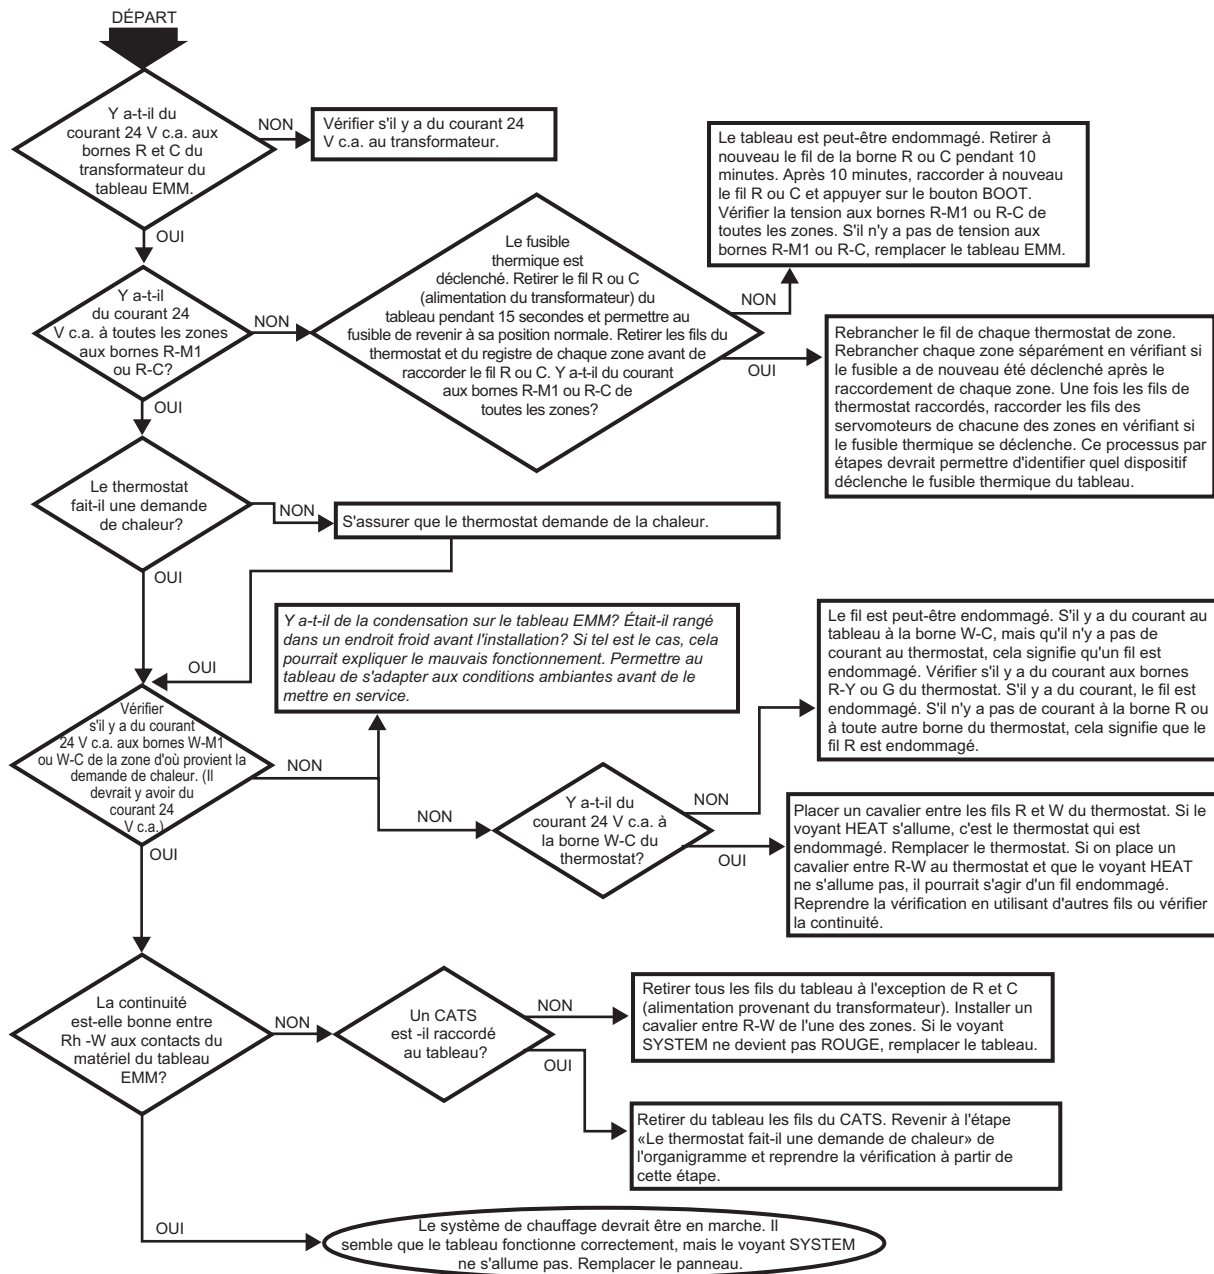 DÉPART
Y a-t-il du
courant 24 V c.a. aux
bornes R et C du
transformateur du
tableau EMM.
NON
Vérifier s'il y a du courant 24
V c.a. au transformateur.
OUI
Y a-t-il
du courant 24
V c.a. à toutes les zones
aux bornes R-M1
ou R-C?
NON
Le fusible
thermique est
déclenché. Retirer le fil R ou C
(alimentation du transformateur) du
tableau pendant 15 secondes et permettre au
fusible de revenir à sa position normale. Retirer les fils du
thermostat et du registre de chaque zone avant de
raccorder le fil R ou C. Y a-t-il du courant
aux bornes R-M1 ou R-C de
toutes les zones?
NON
Le tableau est peut-être endommagé. Retirer à
nouveau le fil de la borne R ou C pendant 10
minutes. Après 10 minutes, raccorder à nouveau
le fil R ou C et appuyer sur le bouton BOOT.
Vérifier la tension aux bornes R-M1 ou R-C de
toutes les zones. S'il n'y a pas de tension aux
bornes R-M1 ou R-C, remplacer le tableau EMM.
OUI
Rebrancher le fil de chaque thermostat de zone.
Rebrancher chaque zone séparément en vérifiant si
le fusible a de nouveau été déclenché après le
raccordement de chaque zone. Une fois les fils de
thermostat raccordés, raccorder les fils des
servomoteurs de chacune des zones en vérifiant si
le fusible thermique se déclenche. Ce processus par
étapes devrait permettre d'identifier quel dispositif
déclenche le fusible thermique du tableau.
OUI
Le thermostat
fait-il une demande
de chaleur?
NON
S'assurer que le thermostat demande de la chaleur.
OUI
OUI
Vérifier
s'il y a du courant
24 V c.a. aux bornes W-M1
ou W-C de la zone d'où provient la
demande de chaleur. (Il
devrait y avoir du
courant 24
V c.a.)
NON
Y a-t-il de la condensation sur le tableau EMM? Était-il rangé
dans un endroit froid avant l'installation? Si tel est le cas, cela
pourrait expliquer le mauvais fonctionnement. Permettre au
tableau de s'adapter aux conditions ambiantes avant de le
mettre en service.
NON
Y a-t-il du
courant 24 V c.a. à
la borne W-C du
thermostat?
NON
Le fil est peut-être endommagé. S'il y a du courant au
tableau à la borne W-C, mais qu'il n'y a pas de
courant au thermostat, cela signifie qu'un fil est
endommagé. Vérifier s'il y a du courant aux bornes
R-Y ou G du thermostat. S'il y a du courant, le fil est
endommagé. S'il n'y a pas de courant à la borne R ou
à toute autre borne du thermostat, cela signifie que le
fil R est endommagé.
OUI
Placer un cavalier entre les fils R et W du thermostat. Si le
voyant HEAT s'allume, c'est le thermostat qui est
endommagé. Remplacer le thermostat. Si on place un
cavalier entre R-W au thermostat et que le voyant HEAT
ne s'allume pas, il pourrait s'agir d'un fil endommagé.
Reprendre la vérification en utilisant d'autres fils ou vérifier
la continuité.
OUI
La continuité
est-elle bonne entre
Rh -W aux contacts du
matériel du tableau
EMM?
NON
Un CATS
est -il raccordé
au tableau?
NON
Retirer tous les fils du tableau à l'exception de R et C
(alimentation provenant du transformateur). Installer un
cavalier entre R-W de l'une des zones. Si le voyant
SYSTEM ne devient pas ROUGE, remplacer le tableau.
OUI
Retirer du tableau les fils du CATS. Revenir à l'étape
«Le thermostat fait-il une demande de chaleur» de
l'organigramme et reprendre la vérification à partir de
cette étape.
OUI
Le système de chauffage devrait être en marche. Il
semble que le tableau fonctionne correctement, mais le voyant SYSTEM
ne s'allume pas. Remplacer le panneau.